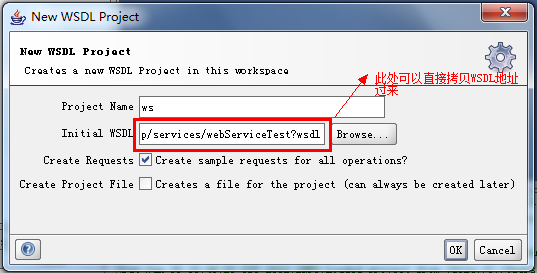 New WSDL Project
New WSDL Project
Creates a new WSDL Project in this workspace
此处可以直接拷贝WSDL地址
过来
Project Name ws
Initial WSDL p/services/webServiceTest?wsdl Browse...
Create Requests Create sample requests for all operations?
Create Project File Creates a file for the project (can always be created later)
? OK Cancel